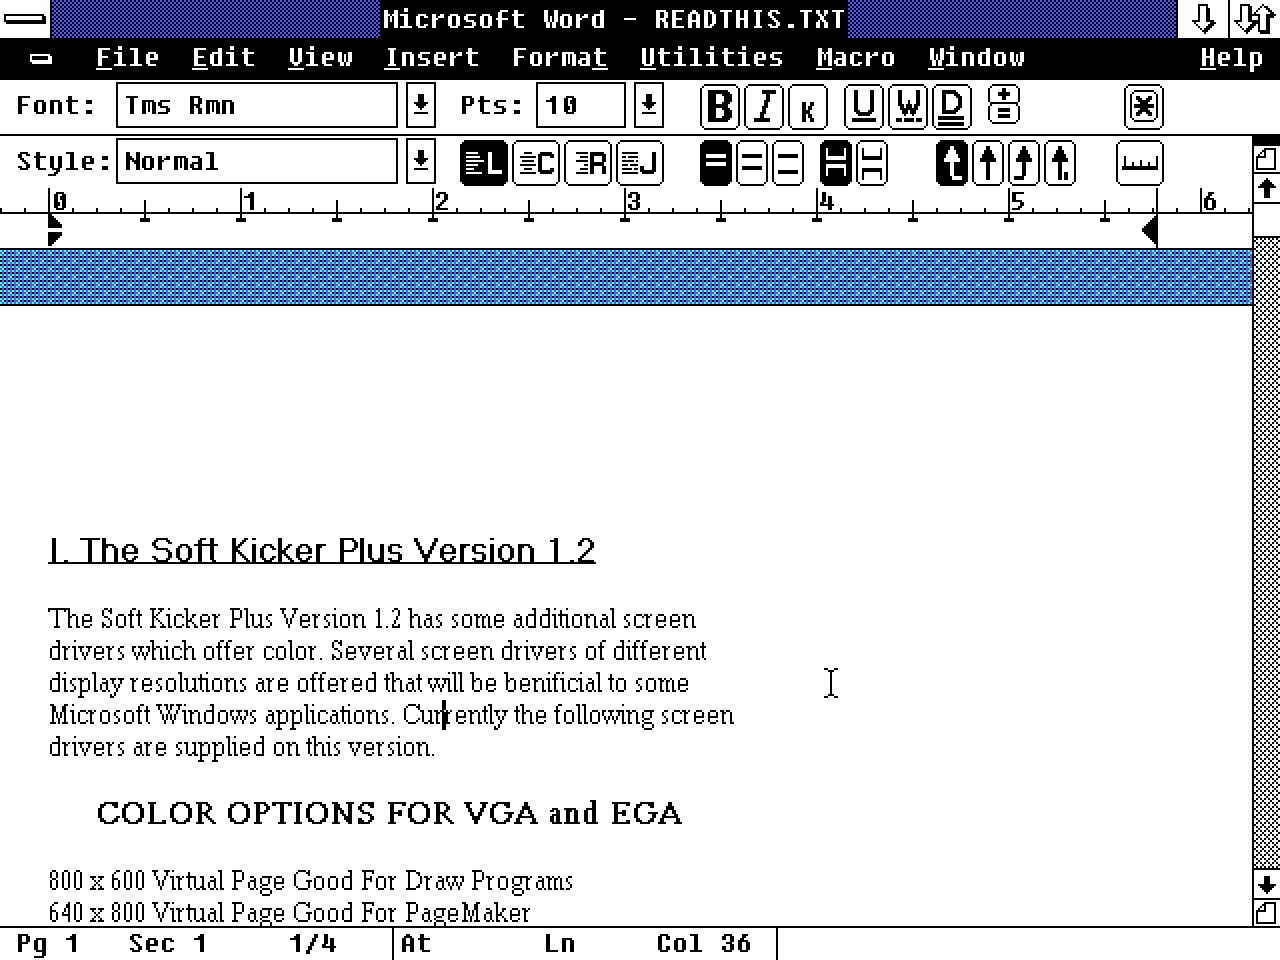 Microsoft Word - READTHIS.TXT
File Edit View Insert Format Utilities Macro Window Help
Font: Tms Rmn Pts: 10 B I K U W D
Style: Normal L C R J
0 1 2 3 4 5 6
I. The Soft Kicker Plus Version 1.2
The Soft Kicker Plus Version 1.2 has some additional screen
drivers which offer color. Several screen drivers of different
display resolutions are offered that will be benificial to some
Microsoft Windows applications. Currently the following screen
drivers are supplied on this version.
COLOR OPTIONS FOR VGA and EGA
800 x 600 Virtual Page Good For Draw Programs
640 x 800 Virtual Page Good For PageMaker
Pg 1 Sec 1 1/4 At Ln Col 36